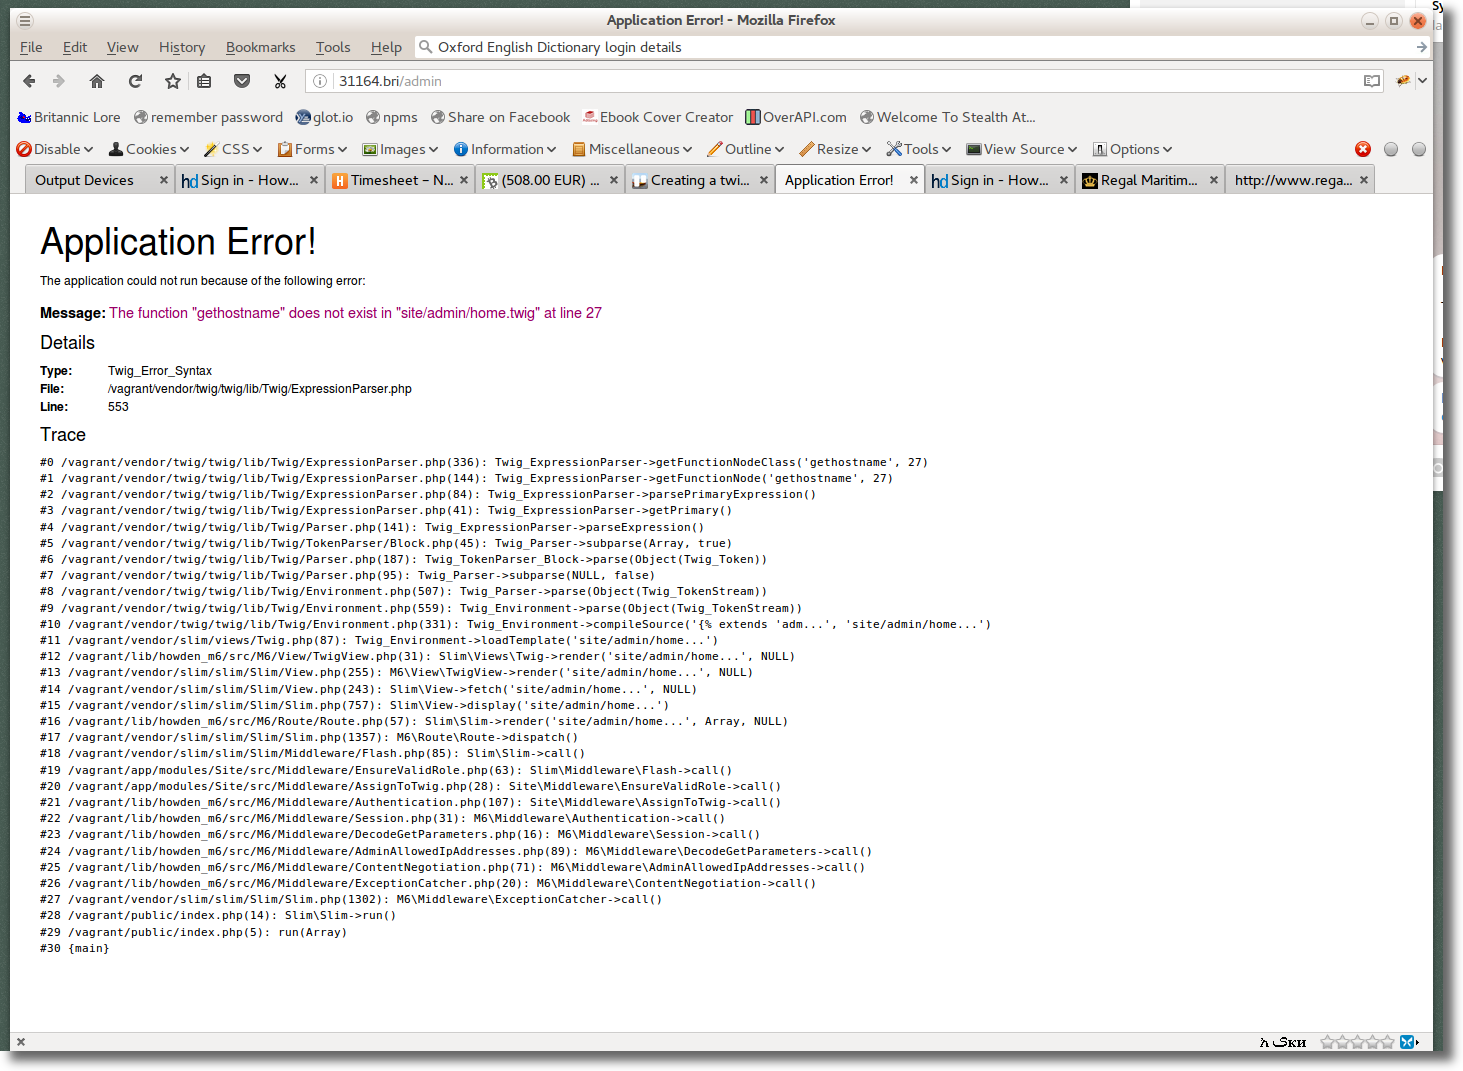 Application Error! - Mozilla Firefox
File Edit View History Bookmarks Tools Help Oxford English Dictionary login details
31164.bri/admin
Britannic Lore remember password glot.io npms Share on Facebook Ebook Cover Creator OverAPI.com Welcome To Stealth At...
Disable Cookies CSS Forms Images Information Miscellaneous Outline Resize Tools View Source Options
Output Devices hd Sign in - How... H Timesheet – N... (508.00 EUR) ... Creating a twi... Application Error! hd Sign in - How... Regal Maritim... http://www.rega...
Application Error!
The application could not run because of the following error:
Message: The function "gethostname" does not exist in "site/admin/home.twig" at line 27
Details
Type: Twig_Error_Syntax
File: /vagrant/vendor/twig/twig/lib/Twig/ExpressionParser.php
Line: 553
Trace
#0 /vagrant/vendor/twig/twig/lib/Twig/ExpressionParser.php(336): Twig_ExpressionParser->getFunctionNodeClass('gethostname', 27)
#1 /vagrant/vendor/twig/twig/lib/Twig/ExpressionParser.php(144): Twig_ExpressionParser->getFunctionNode('gethostname', 27)
#2 /vagrant/vendor/twig/twig/lib/Twig/ExpressionParser.php(84): Twig_ExpressionParser->parsePrimaryExpression()
#3 /vagrant/vendor/twig/twig/lib/Twig/ExpressionParser.php(41): Twig_ExpressionParser->getPrimary()
#4 /vagrant/vendor/twig/twig/lib/Twig/Parser.php(141): Twig_ExpressionParser->parseExpression()
#5 /vagrant/vendor/twig/twig/lib/Twig/TokenParser/Block.php(45): Twig_Parser->subparse(Array, true)
#6 /vagrant/vendor/twig/twig/lib/Twig/Parser.php(187): Twig_TokenParser_Block->parse(Object(Twig_Token))
#7 /vagrant/vendor/twig/twig/lib/Twig/Parser.php(95): Twig_Parser->subparse(NULL, false)
#8 /vagrant/vendor/twig/twig/lib/Twig/Environment.php(507): Twig_Parser->parse(Object(Twig_TokenStream))
#9 /vagrant/vendor/twig/twig/lib/Twig/Environment.php(559): Twig_Environment->parse(Object(Twig_TokenStream))
#10 /vagrant/vendor/twig/twig/lib/Twig/Environment.php(331): Twig_Environment->compileSource('{% extends 'adm...', 'site/admin/home...')
#11 /vagrant/vendor/slim/views/Twig.php(87): Twig_Environment->loadTemplate('site/admin/home...')
#12 /vagrant/lib/howden_m6/src/M6/View/TwigView.php(31): Slim\Views\Twig->render('site/admin/home...', NULL)
#13 /vagrant/vendor/slim/slim/Slim/View.php(255): M6\View\TwigView->render('site/admin/home...', NULL)
#14 /vagrant/vendor/slim/slim/Slim/View.php(243): Slim\View->fetch('site/admin/home...', NULL)
#15 /vagrant/vendor/slim/slim/Slim/Slim.php(757): Slim\View->display('site/admin/home...')
#16 /vagrant/lib/howden_m6/src/M6/Route/Route.php(57): Slim\Slim->render('site/admin/home...', Array, NULL)
#17 /vagrant/vendor/slim/slim/Slim/Slim.php(1357): M6\Route\Route->dispatch()
#18 /vagrant/vendor/slim/slim/Slim/Middleware/Flash.php(85): Slim\Slim->call()
#19 /vagrant/app/modules/Site/src/Middleware/EnsureValidRole.php(63): Slim\Middleware\Flash->call()
#20 /vagrant/app/modules/Site/src/Middleware/AssignToTwig.php(28): Site\Middleware\EnsureValidRole->call()
#21 /vagrant/lib/howden_m6/src/M6/Middleware/Authentication.php(107): Site\Middleware\AssignToTwig->call()
#22 /vagrant/lib/howden_m6/src/M6/Middleware/Session.php(31): M6\Middleware\Authentication->call()
#23 /vagrant/lib/howden_m6/src/M6/Middleware/DecodeGetParameters.php(16): M6\Middleware\Session->call()
#24 /vagrant/lib/howden_m6/src/M6/Middleware/AdminAllowedIpAddresses.php(89): M6\Middleware\DecodeGetParameters->call()
#25 /vagrant/lib/howden_m6/src/M6/Middleware/ContentNegotiation.php(71): M6\Middleware\AdminAllowedIpAddresses->call()
#26 /vagrant/lib/howden_m6/src/M6/Middleware/ExceptionCatcher.php(20): M6\Middleware\ContentNegotiation->call()
#27 /vagrant/vendor/slim/slim/Slim/Slim.php(1302): M6\Middleware\ExceptionCatcher->call()
#28 /vagrant/public/index.php(14): Slim\Slim->run()
#29 /vagrant/public/index.php(5): run(Array)
#30 {main}